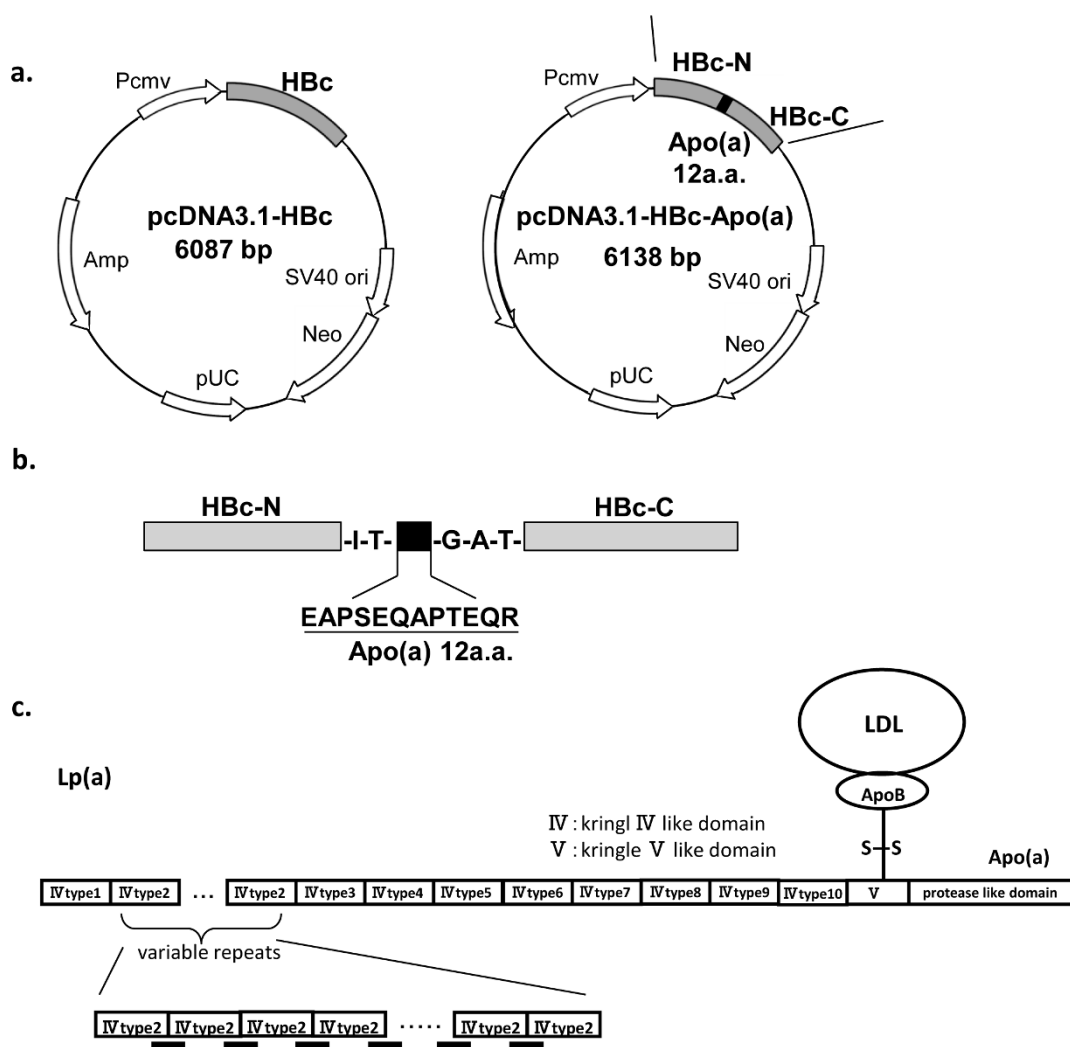 a.
Pcmv
HBc
pcDNA3.1-HBc
6087 bp
Amp
SV40 ori
Neo
pUC
Pcmv
HBc-N
HBc-C
Apo(a)
12a.a.
pcDNA3.1-HBc-Apo(a)
6138 bp
Amp
SV40 ori
Neo
pUC
b.
HBc-N -I-T- -G-A-T- HBc-C
EAPSEQAPTEQR
Apo(a) 12a.a.
c.
LDL
Lp(a)
ApoB
Ⅳ : kringl Ⅳ like domain
Ⅴ : kringle Ⅴ like domain
S S
Apo(a)
Ⅳtype1 Ⅳtype2 ... Ⅳtype2 Ⅳtype3 Ⅳtype4 Ⅳtype5 Ⅳtype6 Ⅳtype7 Ⅳtype8 Ⅳtype9 Ⅳtype10 Ⅴ protease like domain
variable repeats
Ⅳtype2 Ⅳtype2 Ⅳtype2 Ⅳtype2 ..... Ⅳtype2 Ⅳtype2